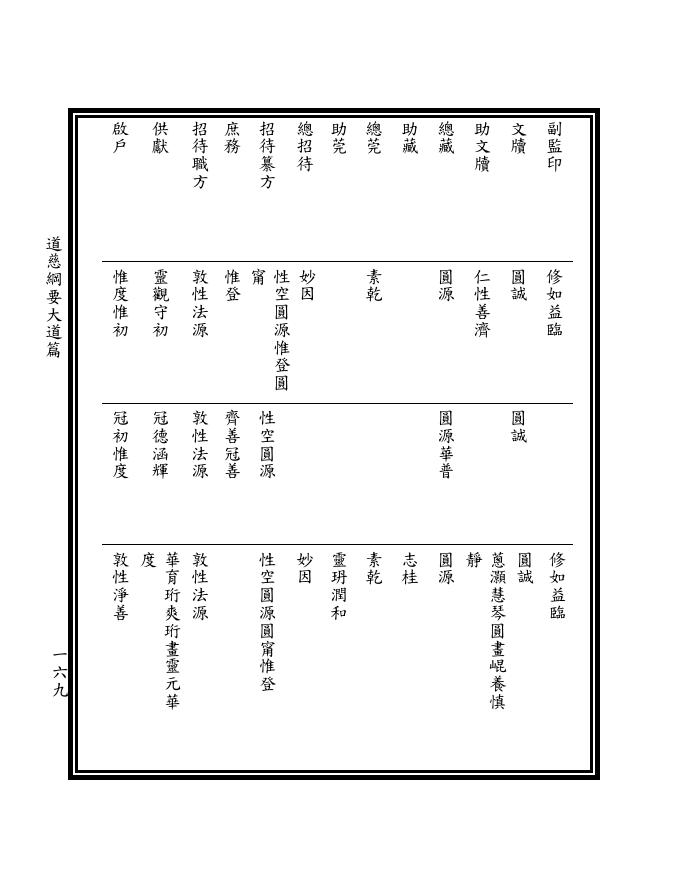 副監印
文牘
助文牘
總藏
助藏
總莞
助莞
總招待
招待纂方
庶務
招待職方
供獻
啟戶
修如益臨
圓誠
仁性善濟
圓源
素乾
妙因
性空圓源惟登圓
甯
惟登
敦性法源
靈觀守初
惟度惟初
圓誠
圓源華普
性空圓源
齊善冠善
敦性法源
冠德涵輝
冠初惟度
修如益臨
圓誠
蔥灝慧琴圓晝崐養慎
靜
圓源
志桂
素乾
靈玬潤和
妙因
性空圓源圓甯惟登
敦性法源
華育珩爽珩晝靈元華
度
敦性淨善
道慈綱要大道篇
一六九